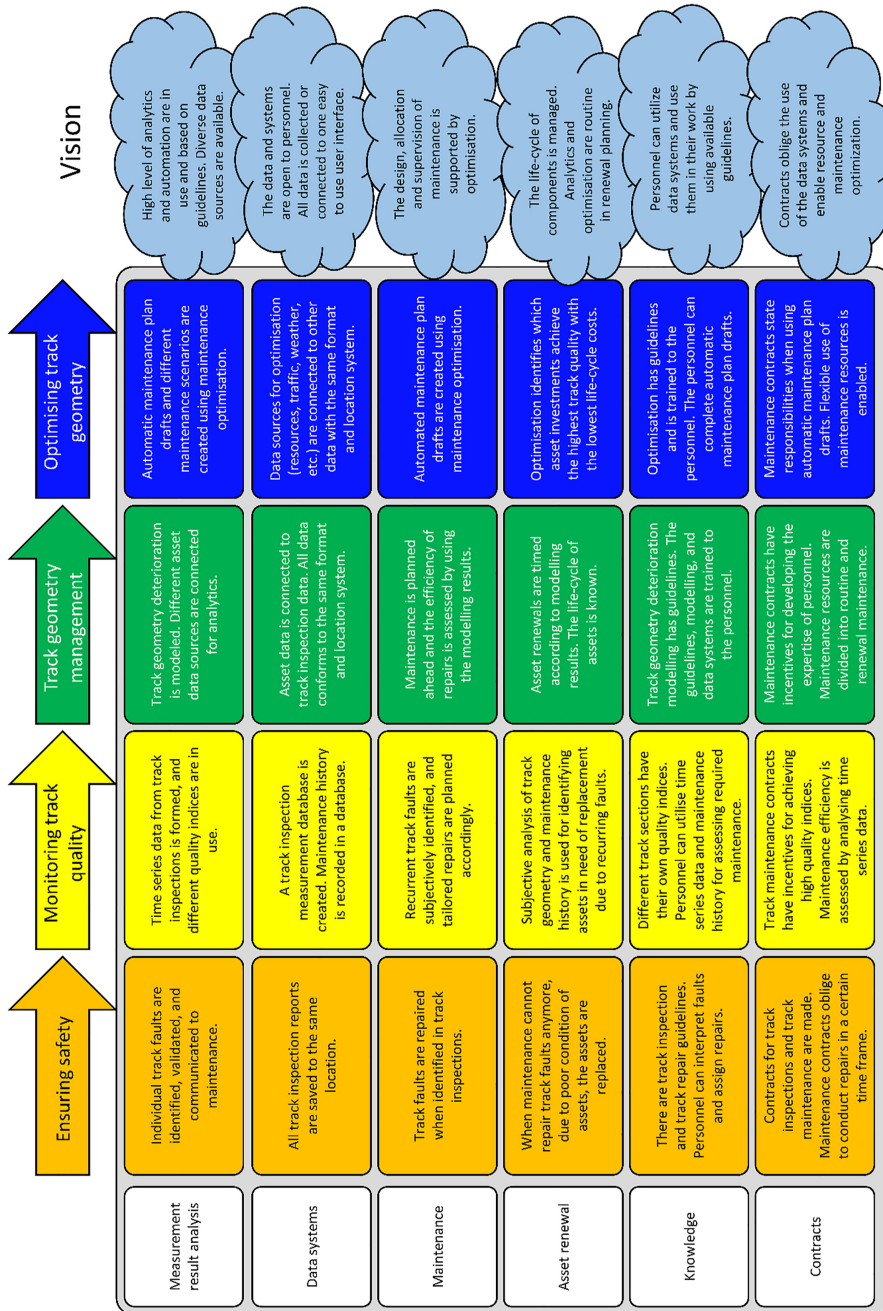 Ensuring safety
Monitoring track
quality
Track geometry
management
Optimising track
geometry
Vision
Measurement
result analysis
Individual track faults are
identified, validated, and
communicated to
maintenance.
Time series data from track
inspections is formed, and
different quality indices are in
use.
Track geometry deterioration
is modeled. Different asset
data sources are connected
for analytics.
Automatic maintenance plan
drafts and different
maintenance scenarios are
created using maintenance
optimisation.
High level of analytics
and automation are in
use and based on
guidelines. Diverse data
sources are available.
Data systems
All track inspection reports
are saved to the same
location.
A track inspection
measurement database is
created. Maintenance history
is recorded in a database.
Asset data is connected to
track inspection data. All data
conforms to the same format
and location system.
Data sources for optimisation
(resources, traffic, weather,
etc.) are connected to other
data with the same format
and location system.
The data and systems
are open to personnel.
All data is collected or
connected to one easy
to use user interface.
Maintenance
Track faults are repaired
when identified in track
inspections.
Recurrent track faults are
subjectively identified, and
tailored repairs are planned
accordingly.
Maintenance is planned
ahead and the efficiency of
repairs is assessed by using
the modelling results.
Automated maintenance plan
drafts are created using
maintenance optimisation.
The design, allocation
and supervision of
maintenance is
supported by
optimisation.
Asset renewal
When maintenance cannot
repair track faults anymore,
due to poor condition of
assets, the assets are
replaced.
Subjective analysis of track
geometry and maintenance
history is used for identifying
assets in need of replacement
due to recurring faults.
Asset renewals are timed
according to modelling
results. The life-cycle of
assets is known.
Optimisation identifies which
asset investments achieve
the highest track quality with
the lowest life-cycle costs.
The life-cycle of
components is managed.
Analytics and
optimisation are routine
in renewal planning.
Knowledge
There are track inspection
and track repair guidelines.
Personnel can interpret faults
and assign repairs.
Different track sections have
their own quality indices.
Personnel can utilise time
series data and maintenance
history for assessing required
maintenance.
Track geometry deterioration
modelling has guidelines. The
guidelines, modelling, and
data systems are trained to
the personnel.
Optimisation has guidelines
and is trained to the
personnel. The personnel can
complete automatic
maintenance plan drafts.
Personnel can utilize
data systems and use
them in their work by
using available
guidelines.
Contracts
Contracts for track
inspections and track
maintenance are made.
Maintenance contracts oblige
to conduct repairs in a certain
time frame.
Track maintenance contracts
have incentives for achieving
high quality indices.
Maintenance efficiency is
assessed by analysing time
series data.
Maintenance contracts have
incentives for developing the
expertise of personnel.
Maintenance resources are
divided into routine and
renewal maintenance.
Maintenance contracts state
responsibilities when using
automatic maintenance plan
drafts. Flexible use of
maintenance resources is
enabled.
Contracts oblige the use
of the data systems and
enable resource and
maintenance
optimization.